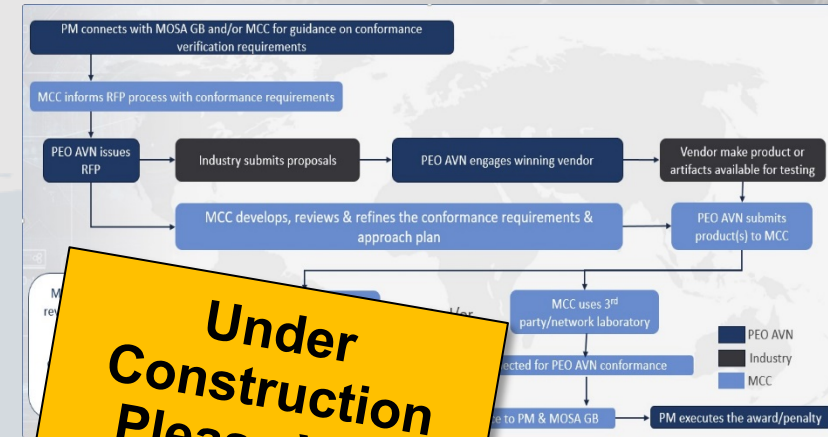 PM connects with MOSA GB and/or MCC for guidance on conformance
verification requirements
MCC informs RFP process with conformance requirements
PEO AVN issues
RFP
Industry submits proposals
PEO AVN engages winning vendor
Vendor make product or
artifacts available for testing
MCC develops, reviews & refines the conformance requirements &
approach plan
PEO AVN submits
product(s) to MCC
MCC uses 3rd
party/network laboratory
PEO AVN
Industry
MCC
for PEO AVN conformance
to PM & MOSA GB
PM executes the award/penalty
Under
Construction